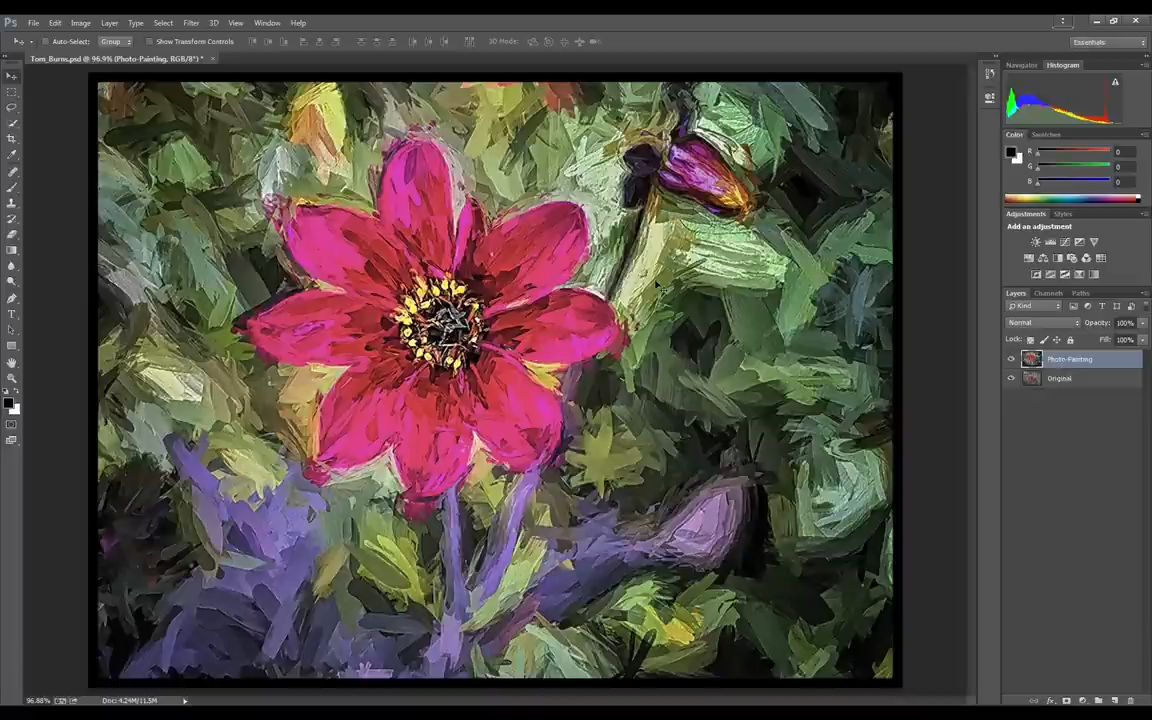 Ps File Edit Image Layer Type Select Filter 3D View Window Help
Auto-Select: Group Show Transform Controls 3D Mode: Essentials
Tom_Burns.psd @ 96.9% (Photo-Painting, RGB/8*) * ×
Navigator Histogram
Color Swatches
R 0
G 0
B 0
Adjustments Styles
Add an adjustment
Layers Channels Paths
Kind
Normal Opacity: 100%
Lock: Fill: 100%
Photo-Painting
Original
96.88% Doc: 4.24M/11.5M